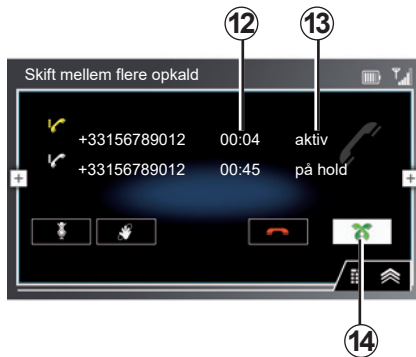 12 13
Skift mellem flere opkald
+33156789012 00:04 aktiv
+33156789012 00:45 på hold
14